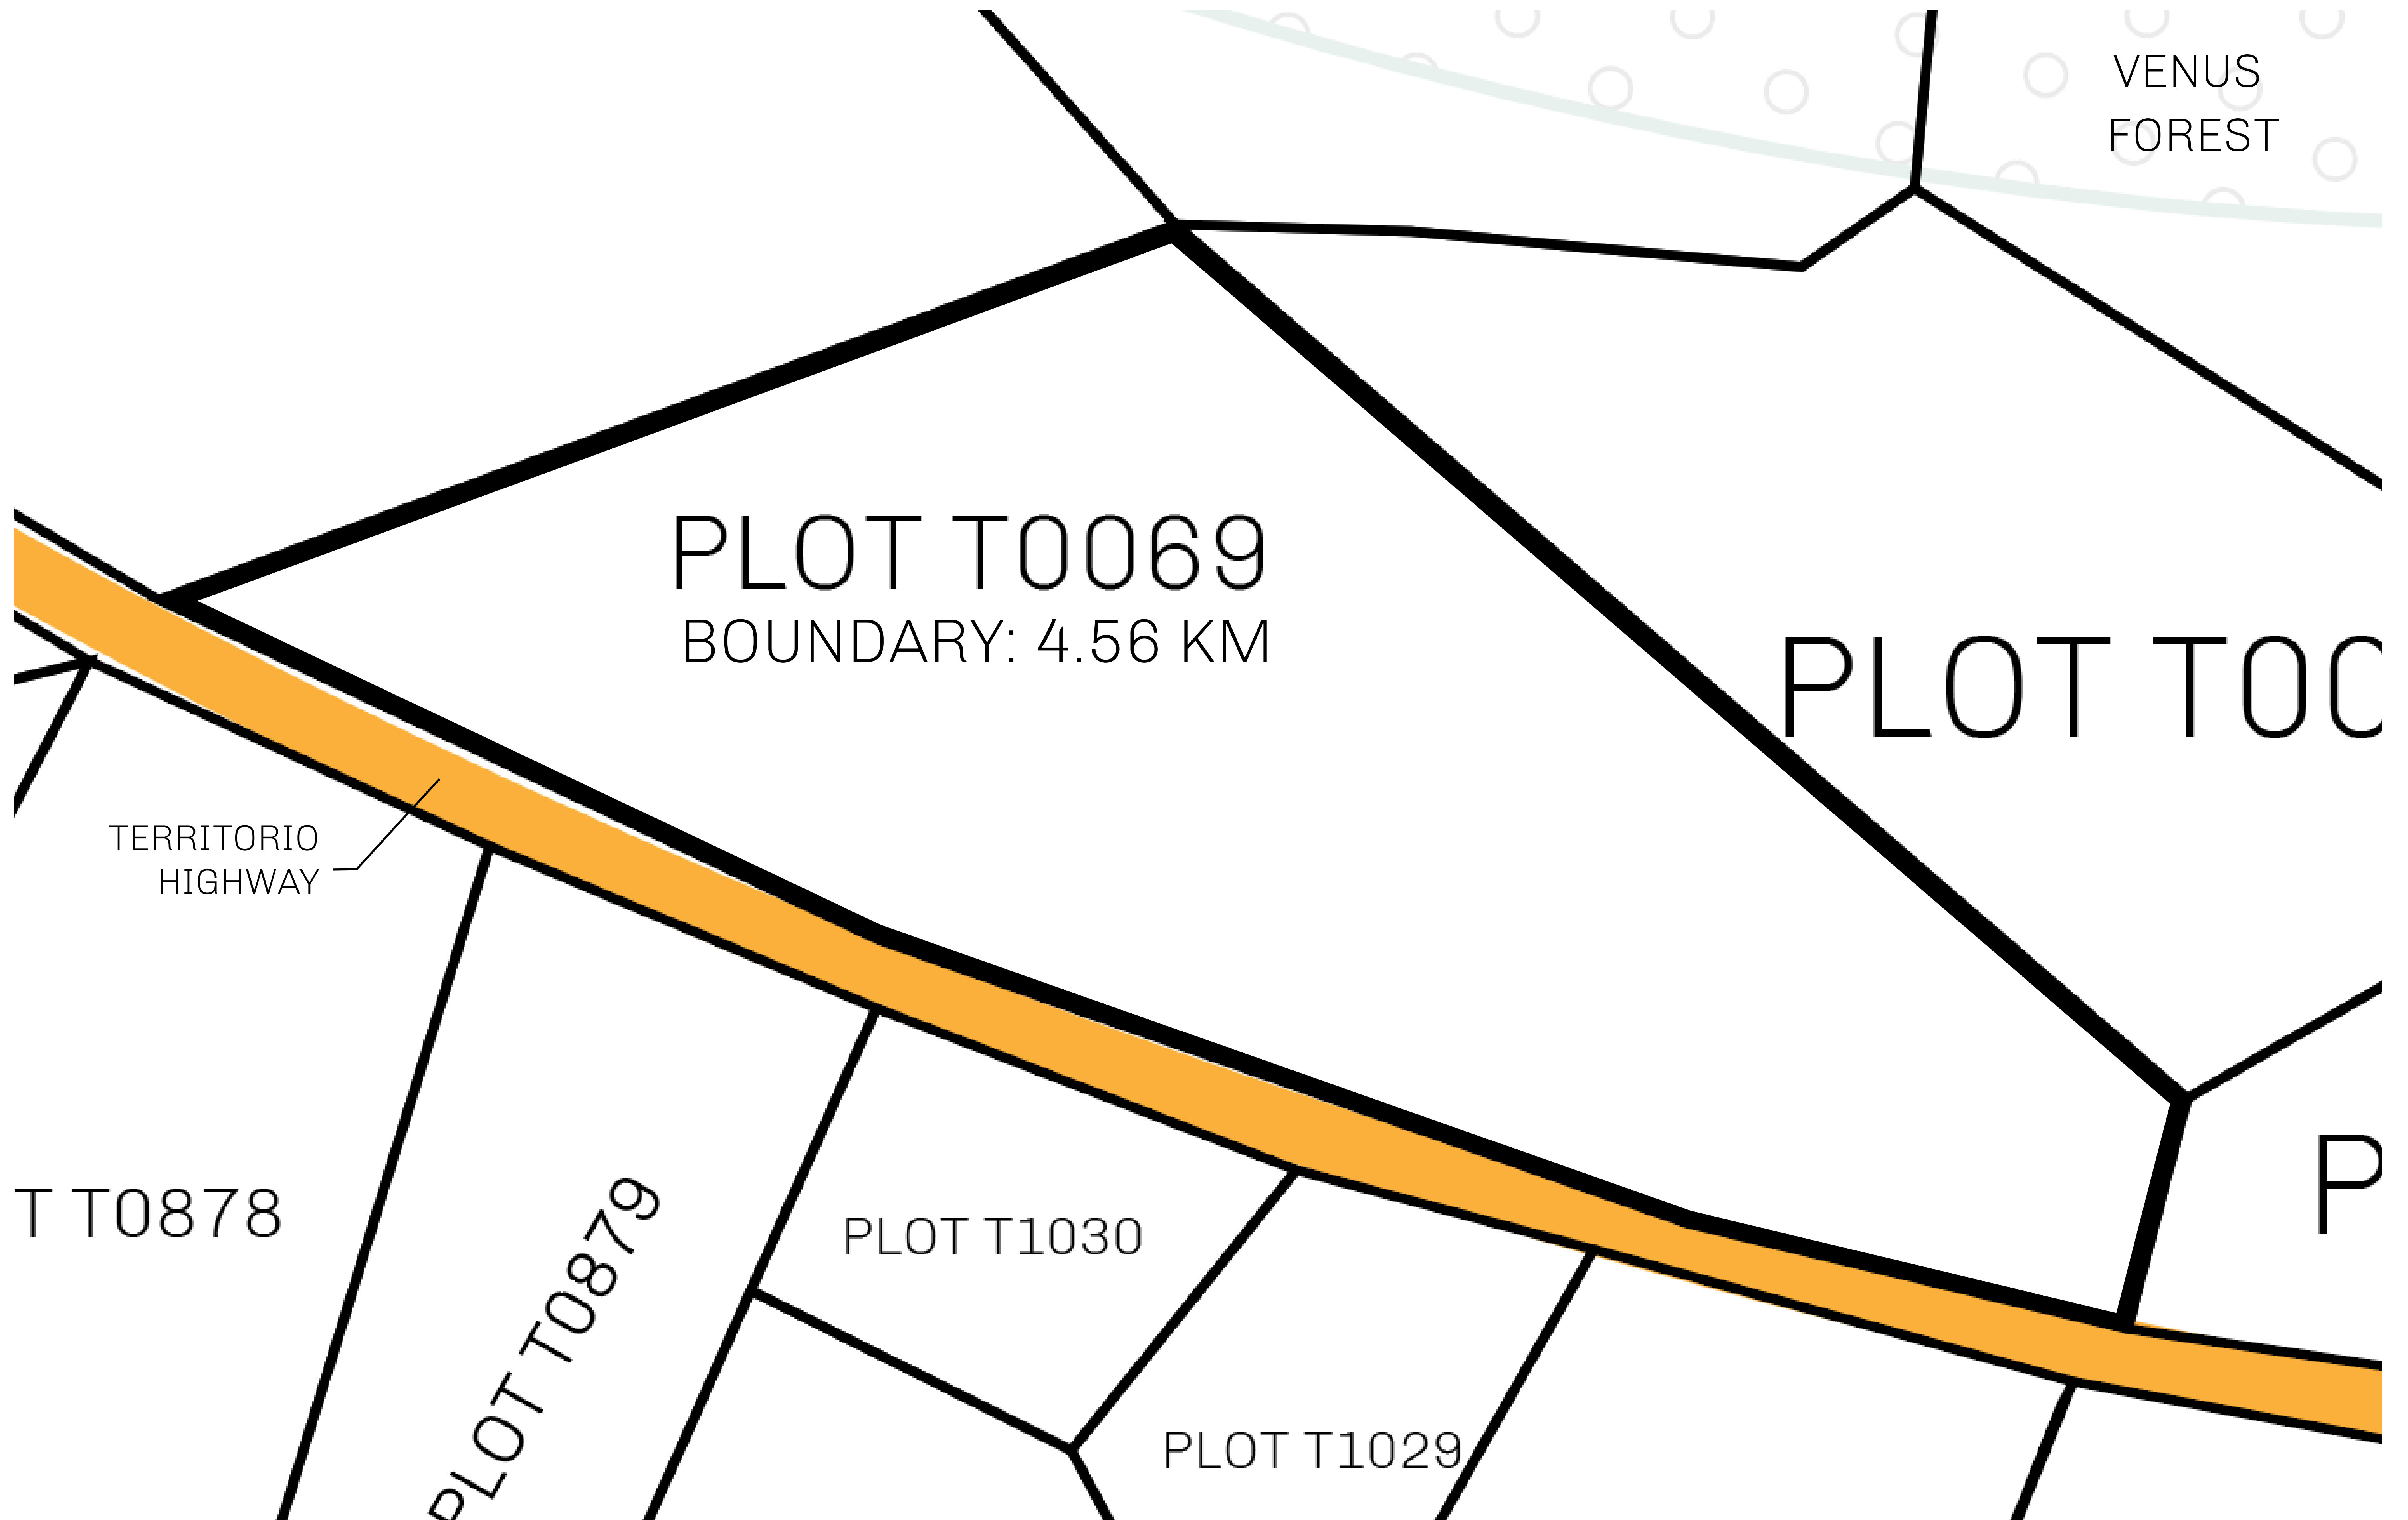 VENUS
FOREST
PLOT T0069
BOUNDARY: 4.56 KM
PLOT T00
TERRITORIO
HIGHWAY
P
T T0878
PLOT T0879
PLOT T1030
PLOT T1029